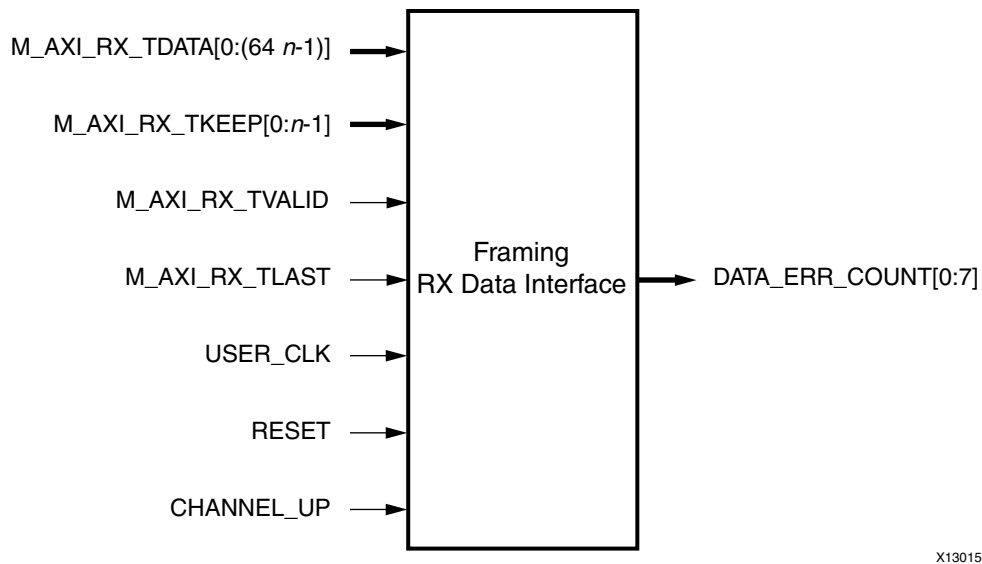 M_AXI_RX_TDATA[0:(64 n-1)]
M_AXI_RX_TKEEP[0:n-1]
M_AXI_RX_TVALID
M_AXI_RX_TLAST
USER_CLK
RESET
CHANNEL_UP
Framing
RX Data Interface
DATA_ERR_COUNT[0:7]
X13015